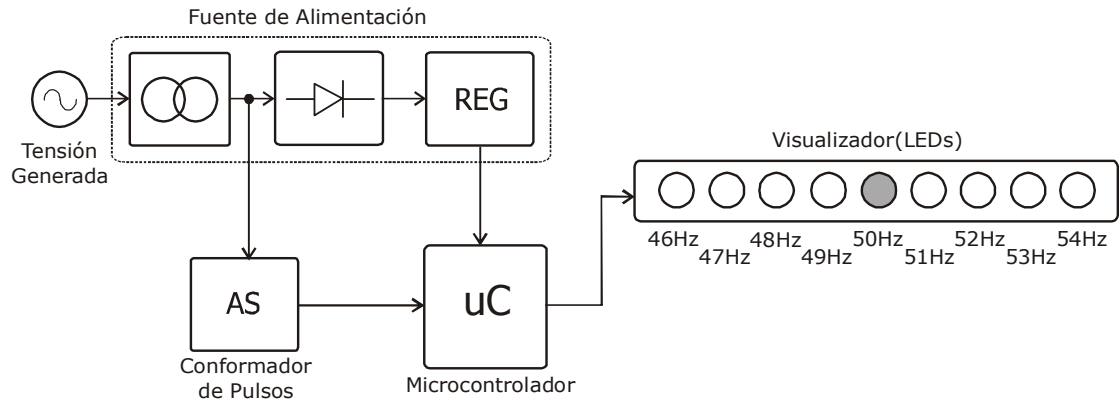 Fuente de Alimentación
REG
Tensión
Generada
Visualizador(LEDs)
46Hz
47Hz
48Hz
49Hz
50Hz
51Hz
52Hz
53Hz
54Hz
AS
uC
Conformador
de Pulsos
Microcontrolador